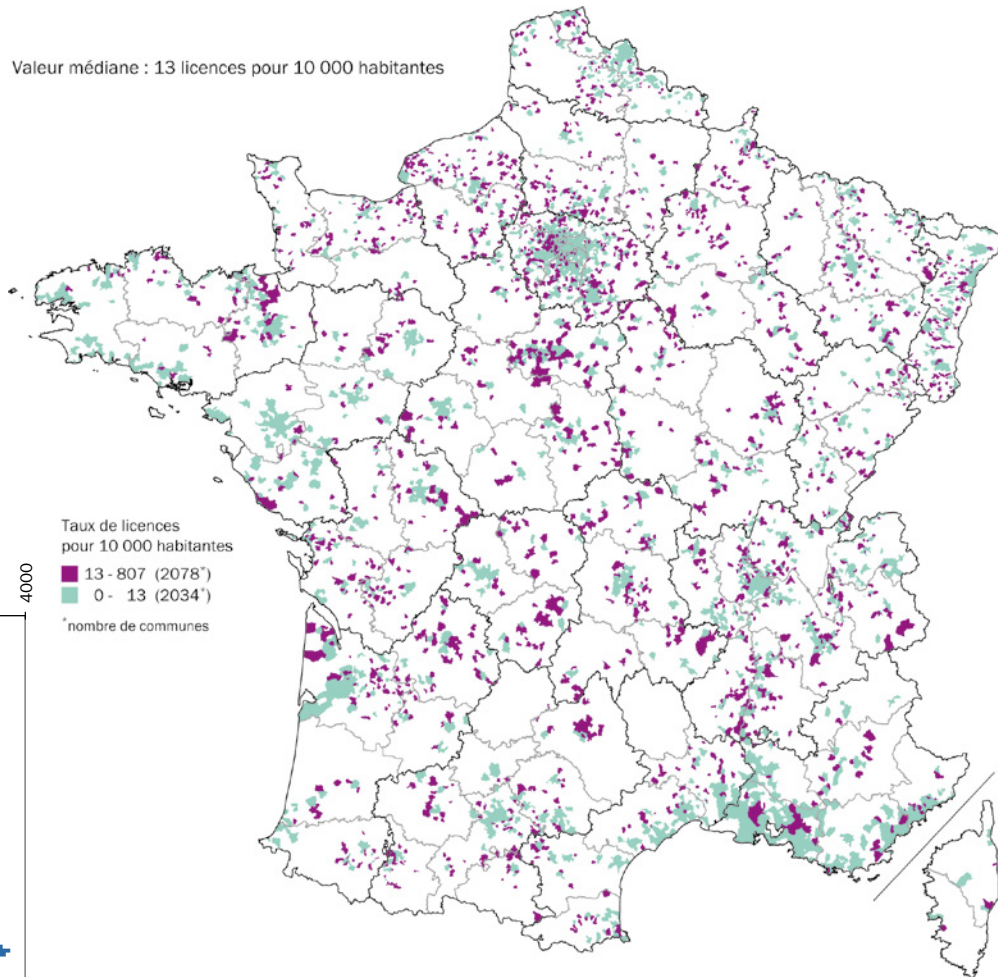 Valeur médiane : 13 licences pour 10 000 habitantes
Taux de licences
pour 10 000 habitantes
13 - 807 (2078*)
0 - 13 (2034*)
*nombre de communes
4000